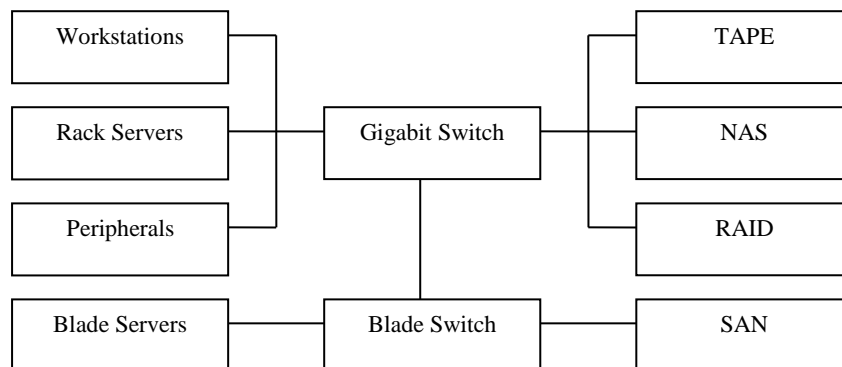 Workstations
TAPE
Rack Servers
Gigabit Switch
NAS
Peripherals
RAID
Blade Servers
Blade Switch
SAN